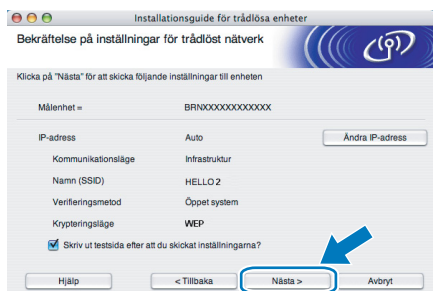 Installationsguide för trådlösa enheter
Bekräftelse på inställningar för trådlöst nätverk
Klicka på "Nästa" för att skicka följande inställningar till enheten
Målenhet = BRNXXXXXXXXXXXX
IP-adress Auto Ändra IP-adress
Kommunikationsläge Infrastruktur
Namn (SSID) HELLO 2
Verifieringsmetod Öppet system
Krypteringsläge WEP
Skriv ut testsida efter att du skickat inställningarna?
Hjälp < Tillbaka Nästa > Avbryt